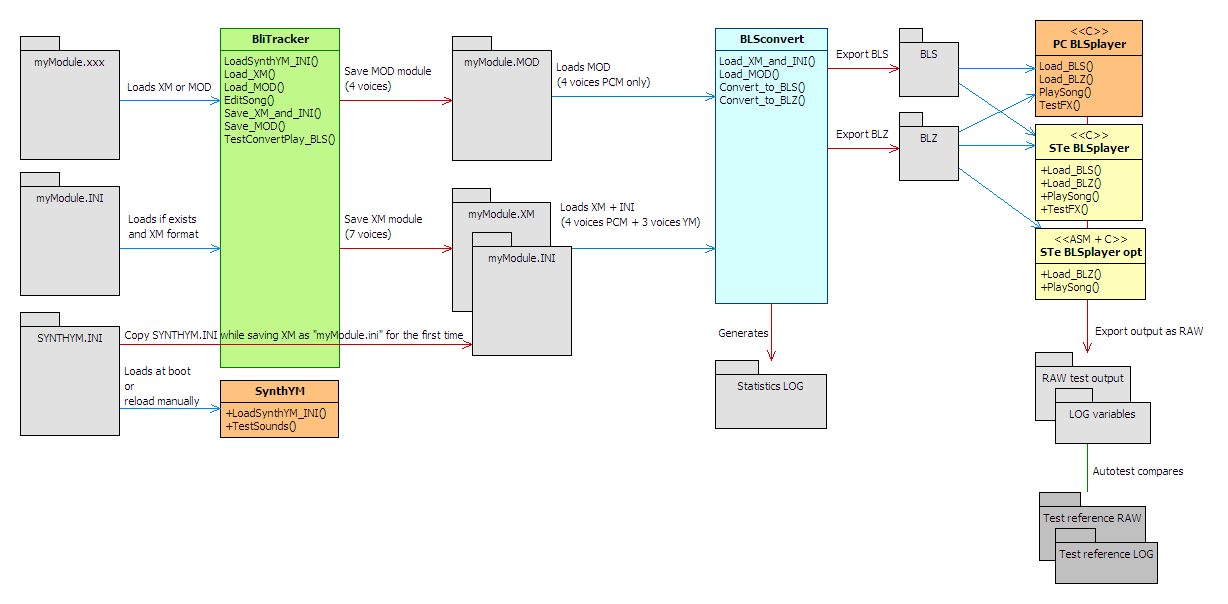 myModule.xxx
Loads XM or MOD
myModule.INI
Loads if exists
and XM format
SYNTHYM.INI
Copy SYNTHYM.INI while saving XM as "myModule.ini" for the first time
Loads at boot
or
reload manually
BliTracker
LoadSynthYM_INI()
Load_XM()
Load_MOD()
EditSong()
Save_XM_and_INI()
Save_MOD()
TestConvertPlay_BLS()
SynthYM
+LoadSynthYM_INI()
+TestSounds()
Save MOD module
(4 voices)
Save XM module
(7 voices)
myModule.MOD
myModule.XM
myModule.INI
Loads MOD
(4 voices PCM only)
Loads XM + INI
(4 voices PCM + 3 voices YM)
BLSconvert
Load_XM_and_INI()
Load_MOD()
Convert_to_BLS()
Convert_to_BLZ()
Generates
Statistics LOG
Export BLS
Export BLZ
BLS
BLZ
<<C>>
PC BLSplayer
Load_BLS()
Load_BLZ()
PlaySong()
TestFX()
<<C>>
STe BLSplayer
+Load_BLS()
+Load_BLZ()
+PlaySong()
+TestFX()
<<ASM + C>>
STe BLSplayer opt
+Load_BLZ()
+PlaySong()
Export output as RAW
RAW test output
LOG variables
Autotest compares
Test reference RAW
Test reference LOG